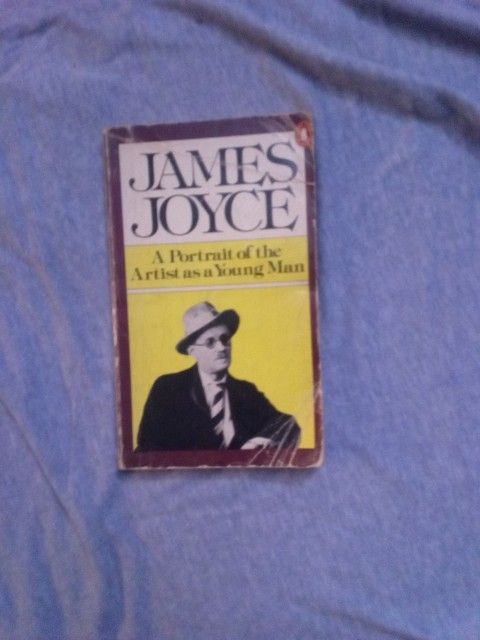 JAMES
JOYCE
A Portrait of the
Artist as a Young Man